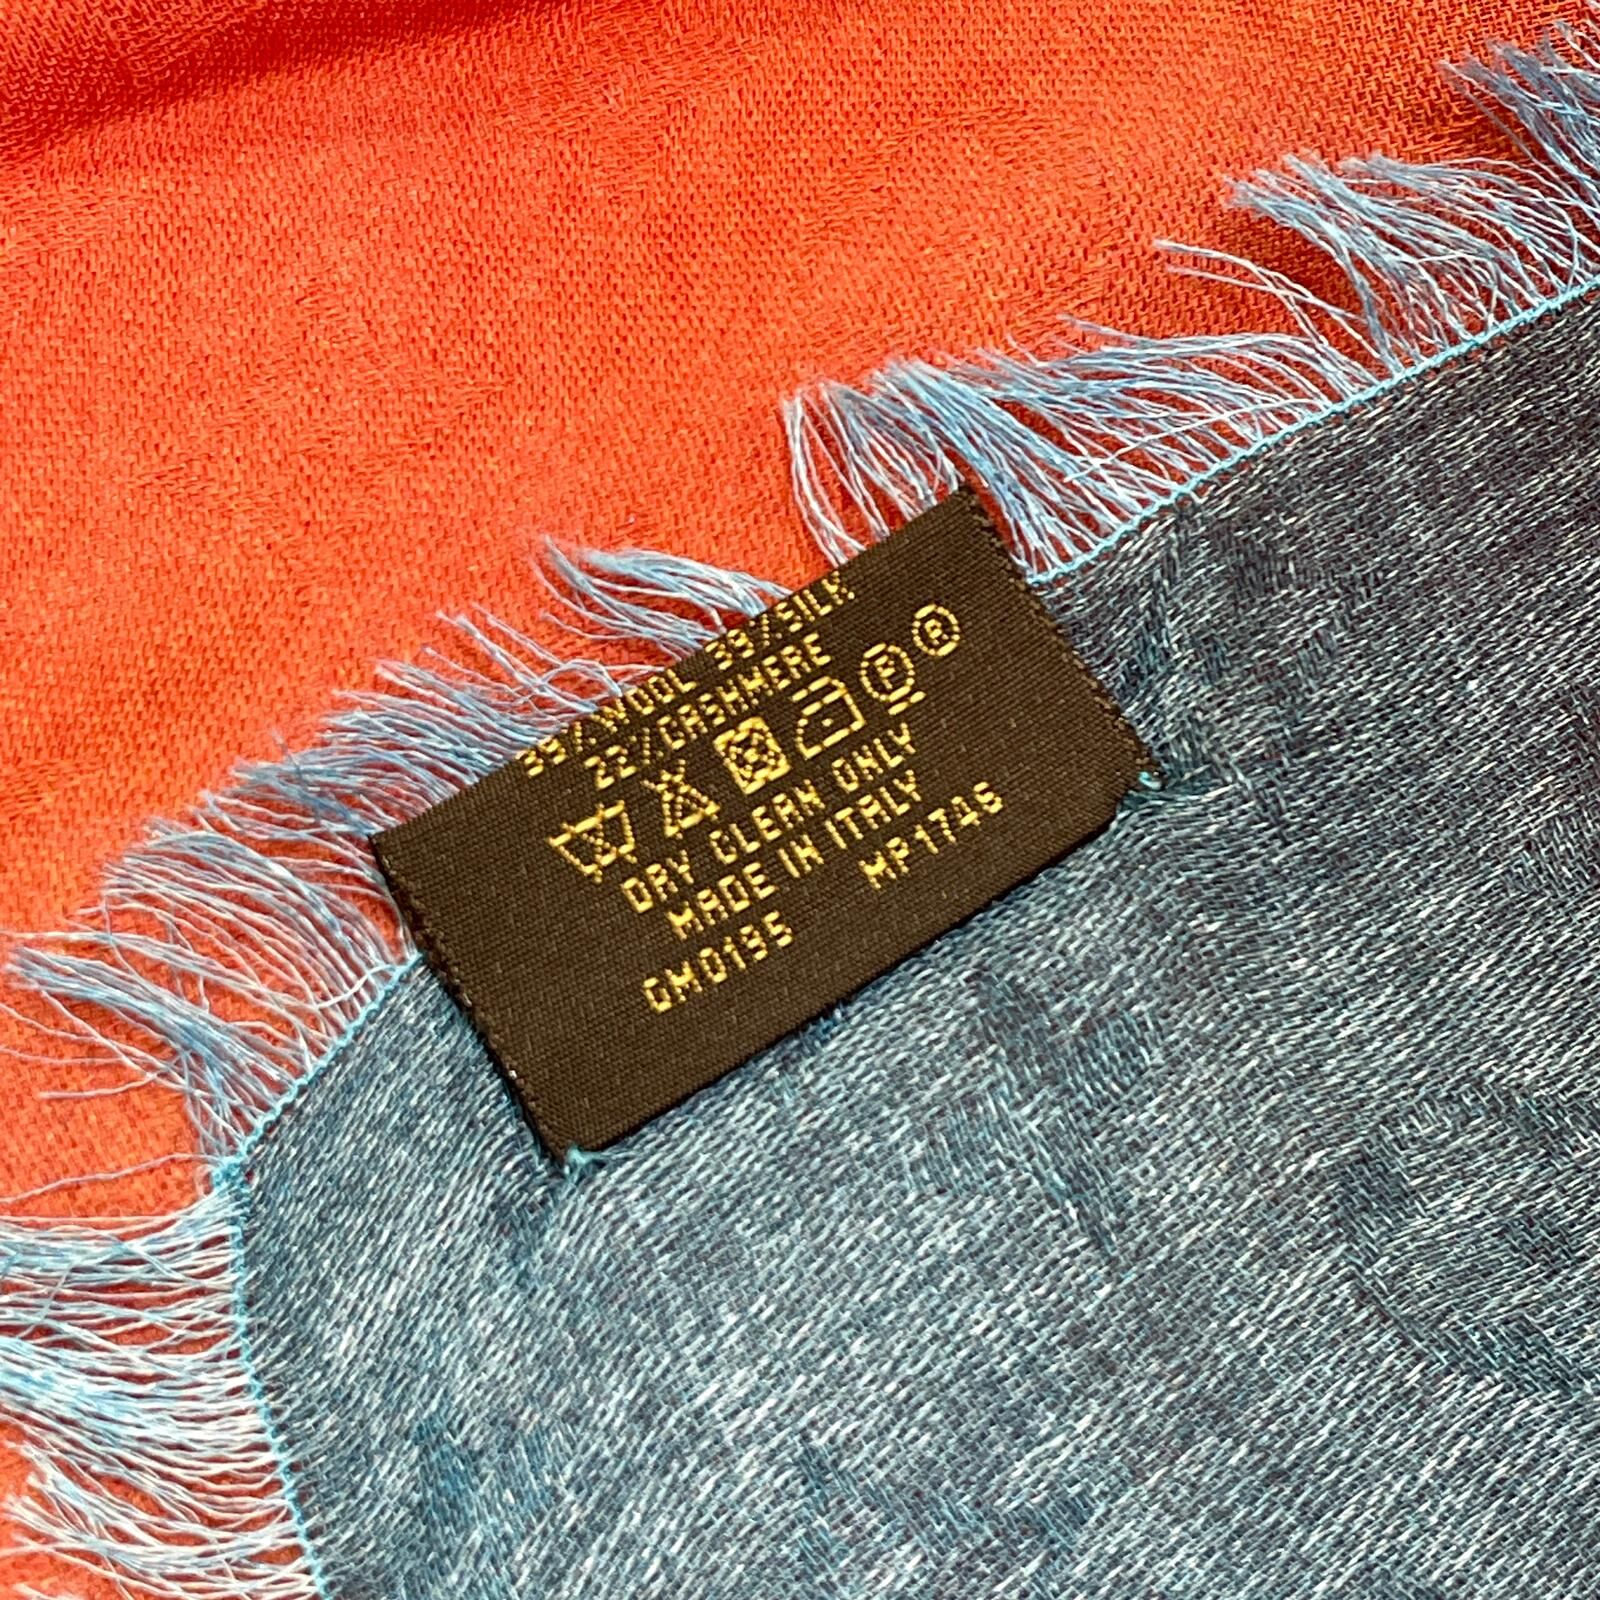 39%WOOL 39%SILK
22%CASHMERE
DRY CLEAN ONLY
MADE IN ITALY
GM0195 MP1746